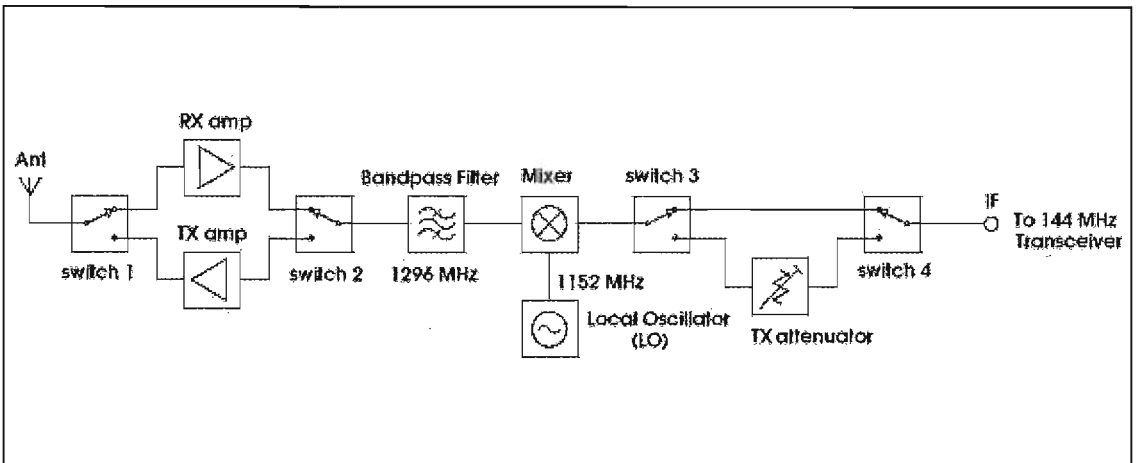 RX amp
Ant
Bandpass Filter
Mixer
switch 3
IF
To 144 MHz
Transceiver
TX amp
switch 1
switch 2
1296 MHz
1152 MHz
switch 4
Local Oscillator
(LO)
TX attenuator